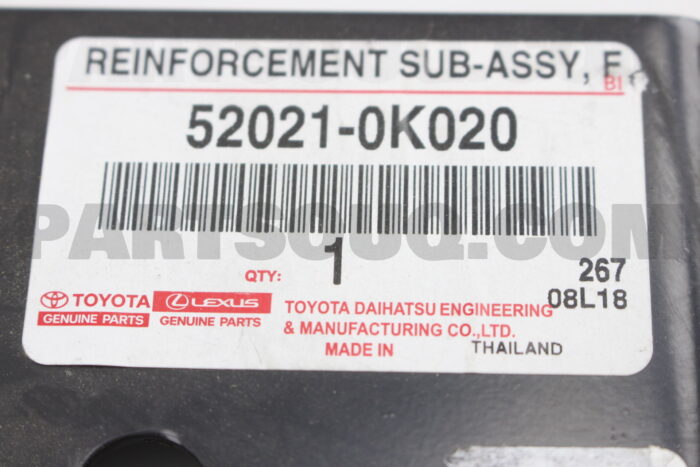 REINFORCEMENT SUB-ASSY, F
B1
52021-0K020
PARTSOUQ.COM
QTY: 1
267
08L18
TOYOTA
GENUINE PARTS
LEXUS
GENUINE PARTS
TOYOTA DAIHATSU ENGINEERING
& MANUFACTURING CO.,LTD.
MADE IN THAILAND